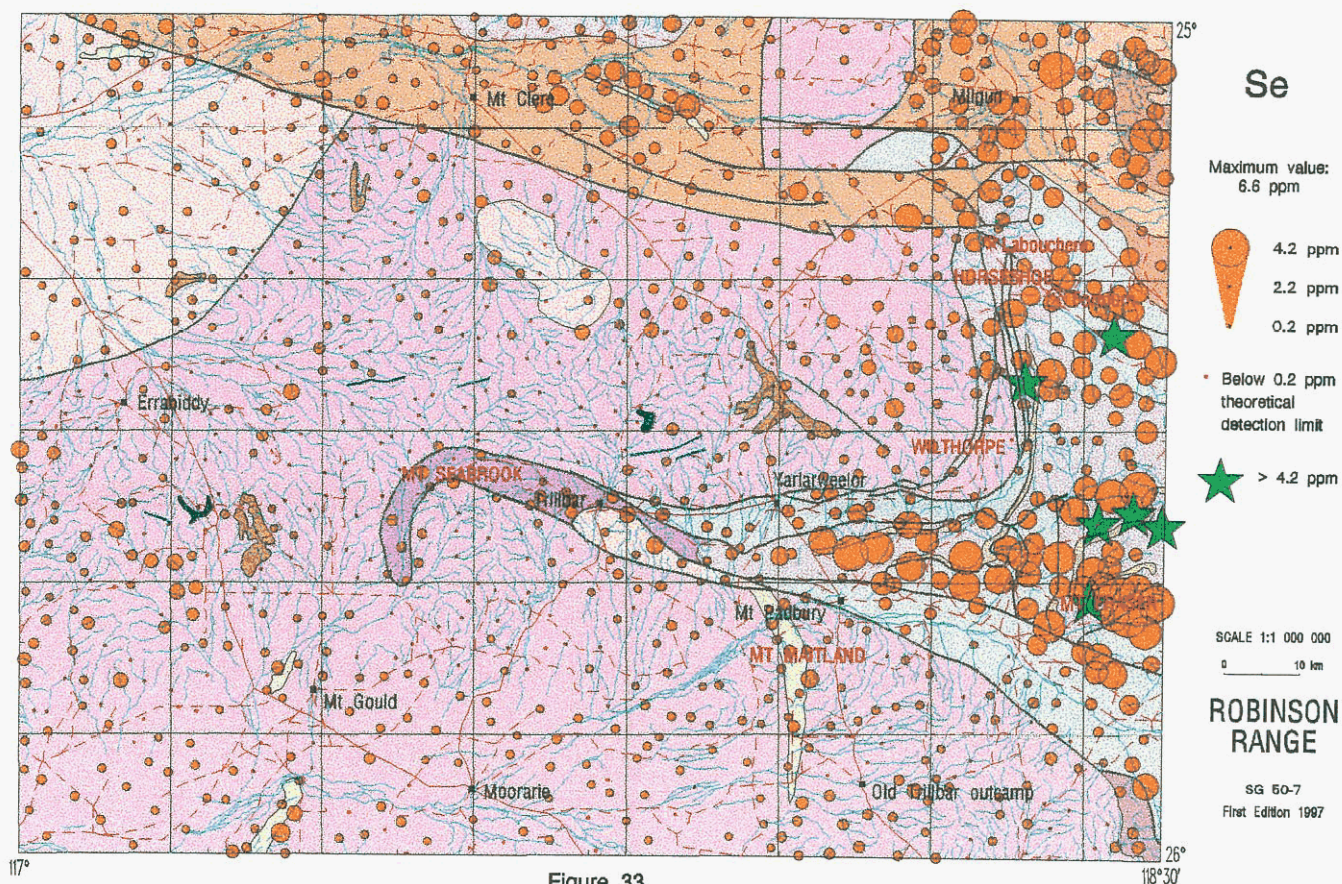 25°
Se
Mt Clere
Milgun
Maximum value:
6.6 ppm
4.2 ppm
2.2 ppm
0.2 ppm
Labouchere
HORSESHOE
Below 0.2 ppm
theoretical
detection limit
Errabiddy
WILTHORPE
MT SEABROOK
Trillbar
Yarlarweelor
> 4.2 ppm
Mt Padbury
MT MAITLAND
SCALE 1:1 000 000
0 10 km
Mt Gould
ROBINSON
RANGE
Moorarie
Old Trillbar outcamp
SG 50-7
First Edition 1997
117°
26°
118°30'
Figure 33